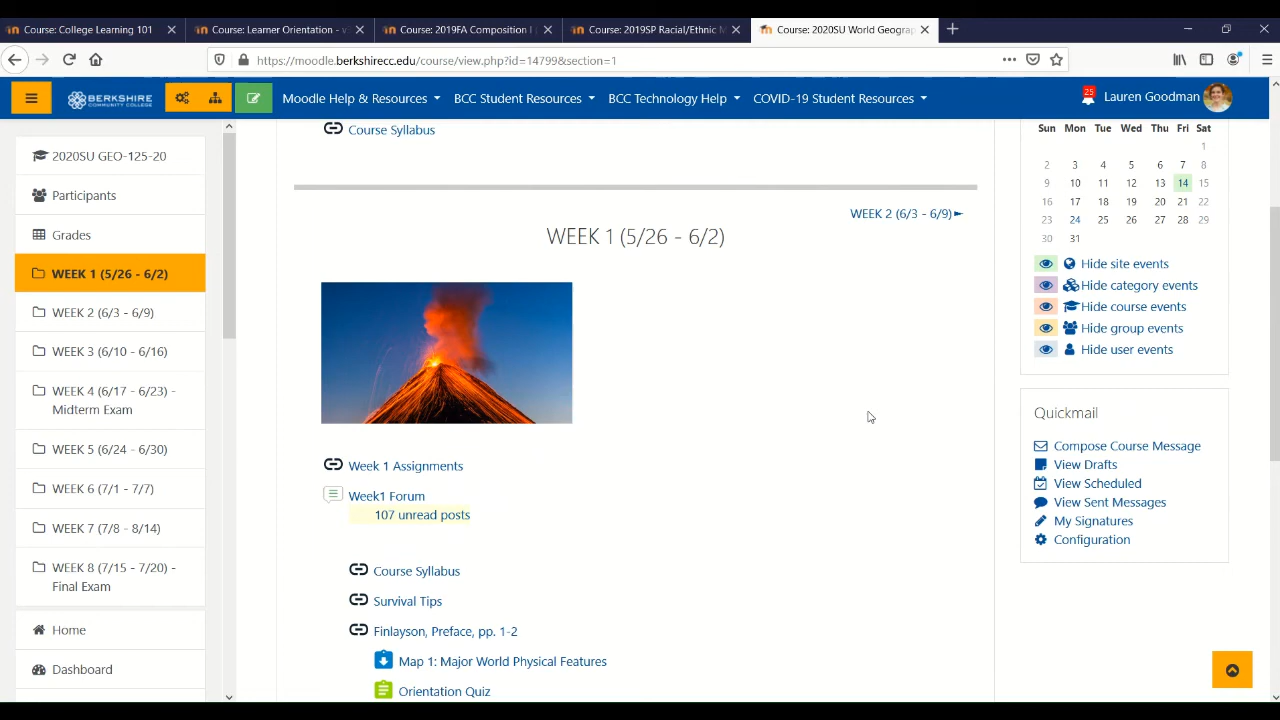 Course: College Learning 101
Course: Learner Orientation - v
Course: 2019FA Composition
Course: 2019SP Racial/Ethnic M
Course: 2020SU World Geograp
https://moodle.berkshirecc.edu/course/view.php?id=14799&section=1
BERKSHIRE
COMMUNITY COLLEGE
Moodle Help & Resources
BCC Student Resources
BCC Technology Help
COVID-19 Student Resources
25
Lauren Goodman
2020SU GEO-125-20
Participants
Grades
WEEK 1 (5/26 - 6/2)
WEEK 2 (6/3 - 6/9)
WEEK 3 (6/10 - 6/16)
WEEK 4 (6/17 - 6/23) -
Midterm Exam
WEEK 5 (6/24 - 6/30)
WEEK 6 (7/1 - 7/7)
WEEK 7 (7/8 - 8/14)
WEEK 8 (7/15 - 7/20) -
Final Exam
Home
Dashboard
Course Syllabus
WEEK 2 (6/3 - 6/9)►
WEEK 1 (5/26 - 6/2)
Week 1 Assignments
Week1 Forum
107 unread posts
Course Syllabus
Survival Tips
Finlayson, Preface, pp. 1-2
Map 1: Major World Physical Features
Orientation Quiz
Sun Mon Tue Wed Thu Fri Sat
1
2 3 4 5 6 7 8
9 10 11 12 13 14 15
16 17 18 19 20 21 22
23 24 25 26 27 28 29
30 31
Hide site events
Hide category events
Hide course events
Hide group events
Hide user events
Quickmail
Compose Course Message
View Drafts
View Scheduled
View Sent Messages
My Signatures
Configuration